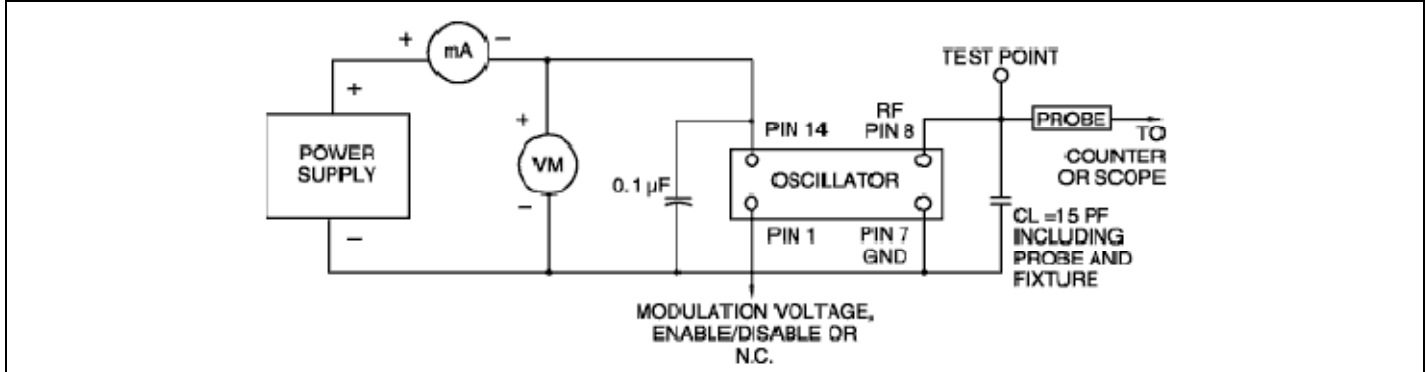 +
mA
–
+
POWER
SUPPLY
–
+
VM
–
0.1 µF
PIN 14
RF
PIN 8
OSCILLATOR
PIN 1
PIN 7
GND
TEST POINT
PROBE
TO
COUNTER
OR SCOPE
CL =15 PF
INCLUDING
PROBE AND
FIXTURE
MODULATION VOLTAGE,
ENABLE/DISABLE OR
N.C.